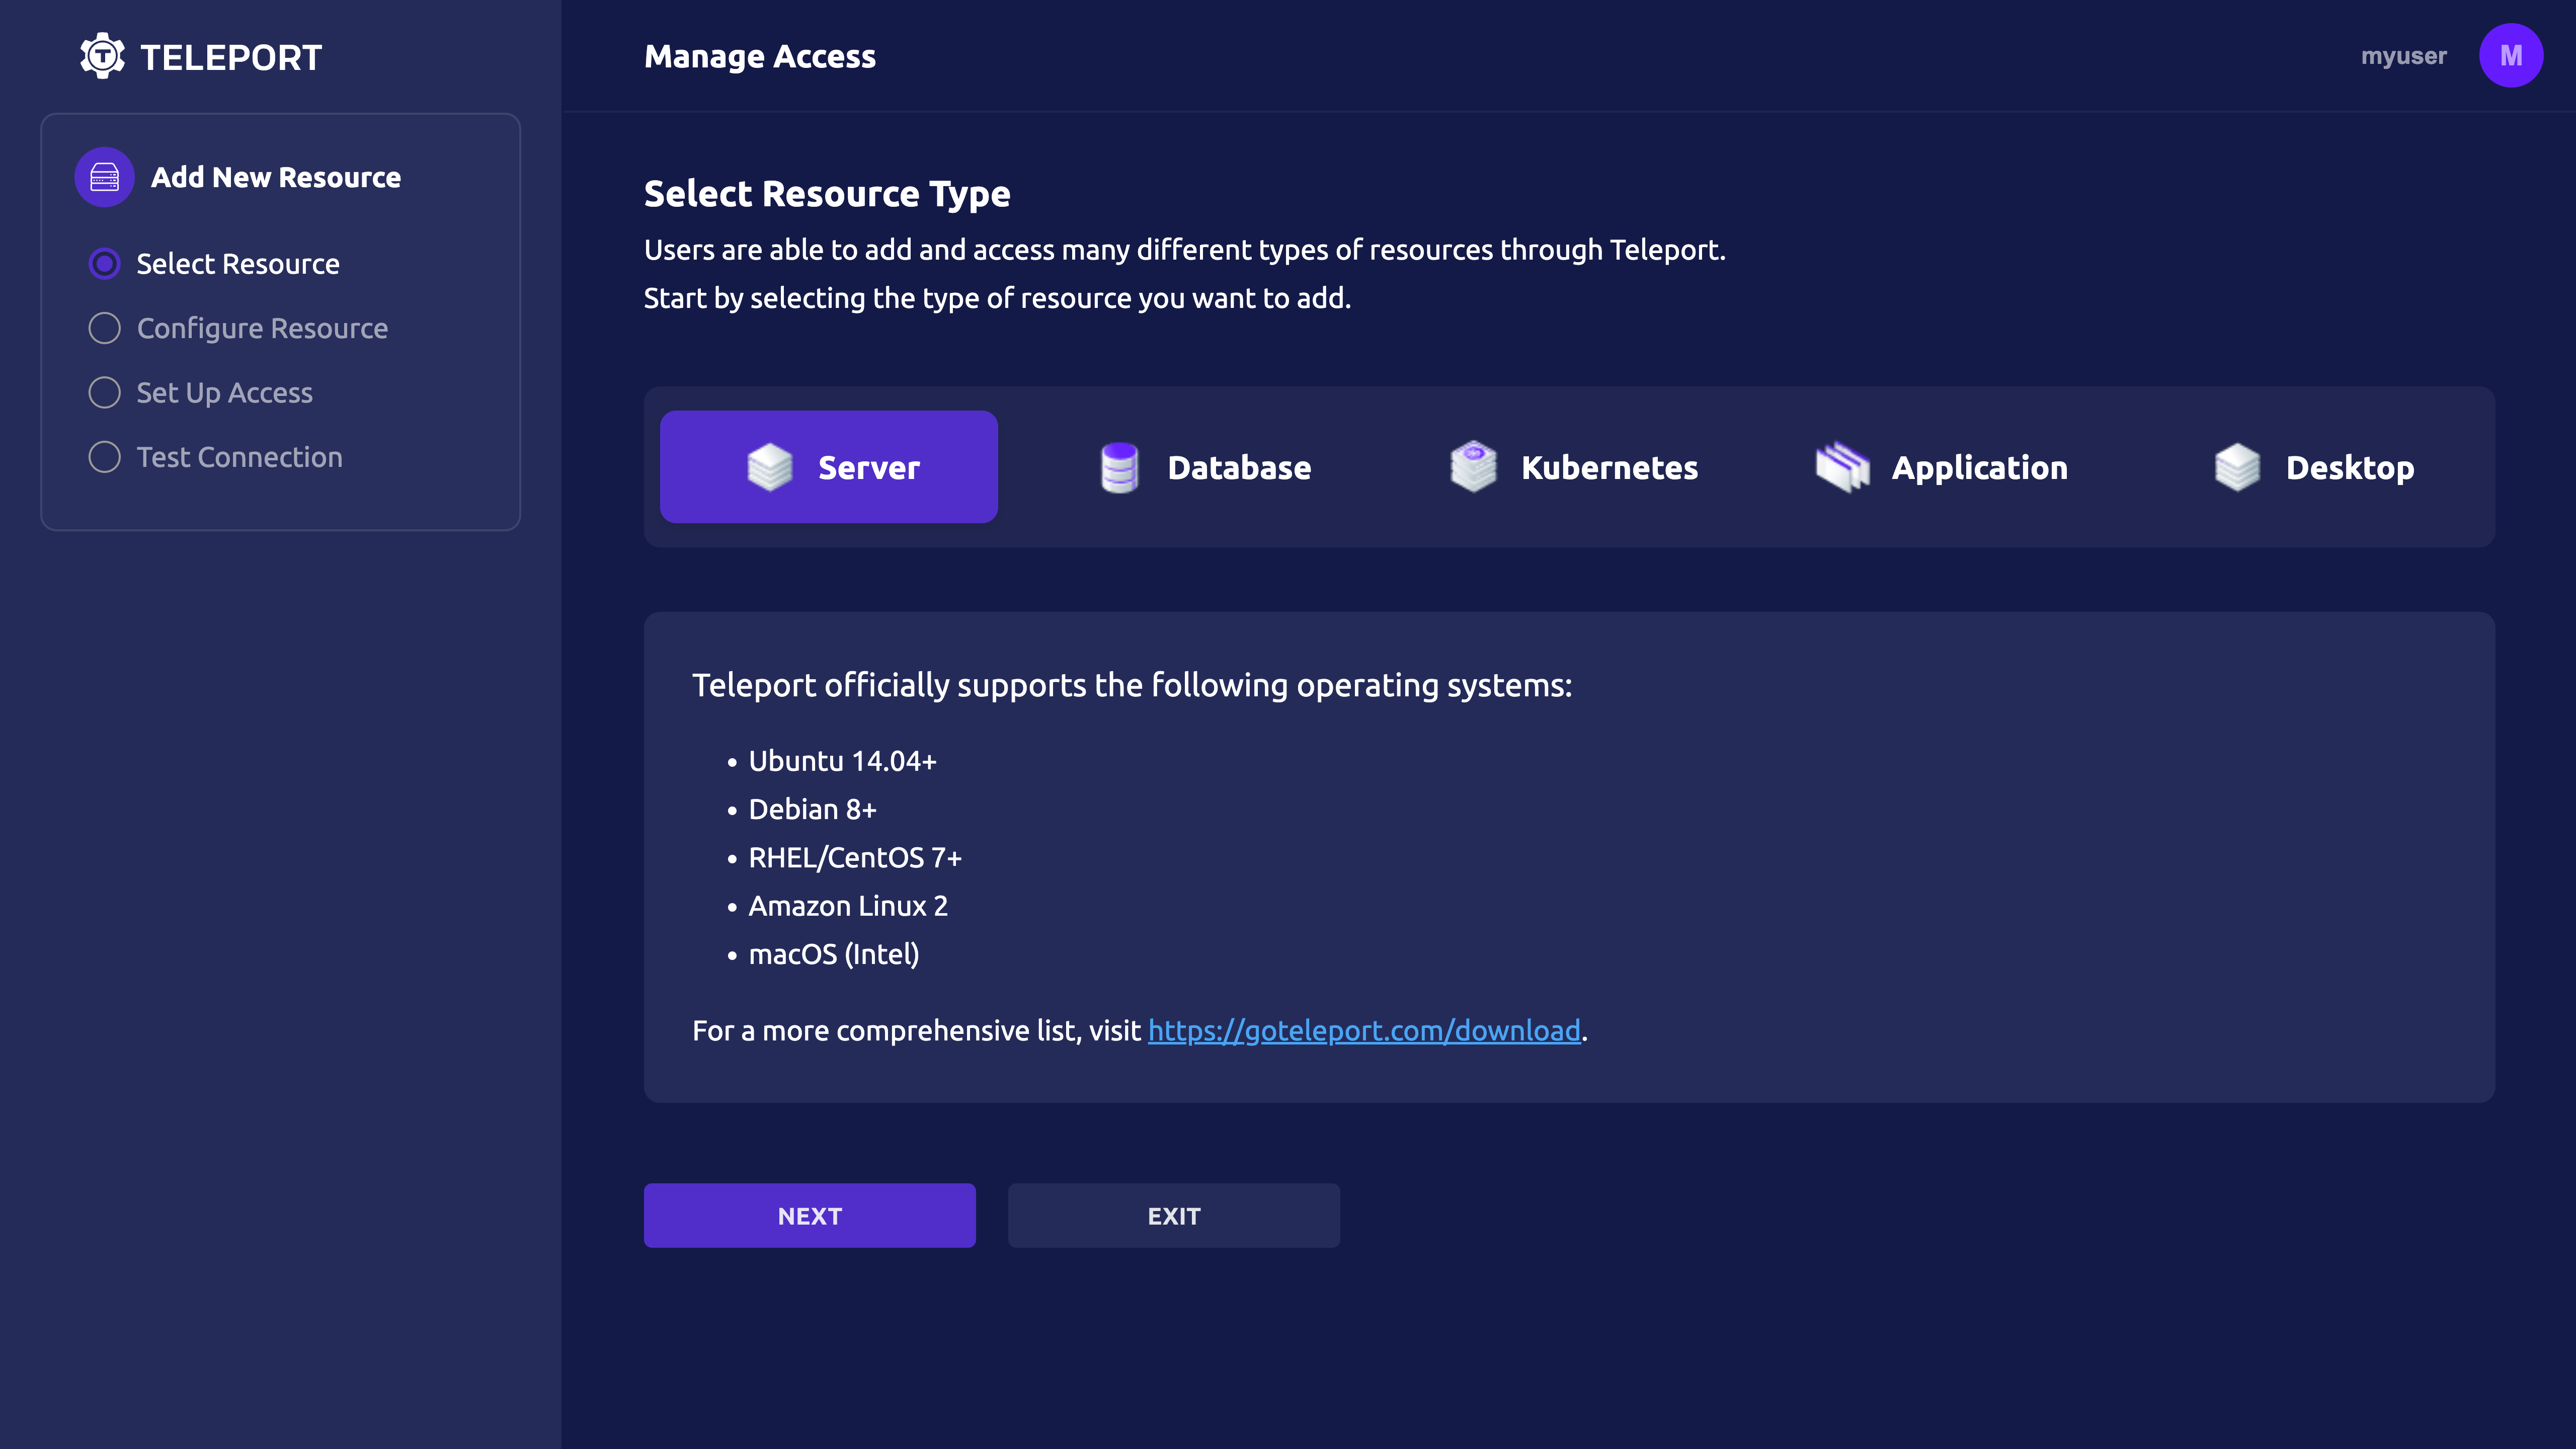 TELEPORT
Add New Resource
Select Resource
Configure Resource
Set Up Access
Test Connection
Manage Access
myuser
M
Select Resource Type
Users are able to add and access many different types of resources through Teleport.
Start by selecting the type of resource you want to add.
Server
Database
Kubernetes
Application
Desktop
Teleport officially supports the following operating systems:
• Ubuntu 14.04+
• Debian 8+
• RHEL/CentOS 7+
• Amazon Linux 2
• macOS (Intel)
For a more comprehensive list, visit https://goteleport.com/download.
NEXT
EXIT